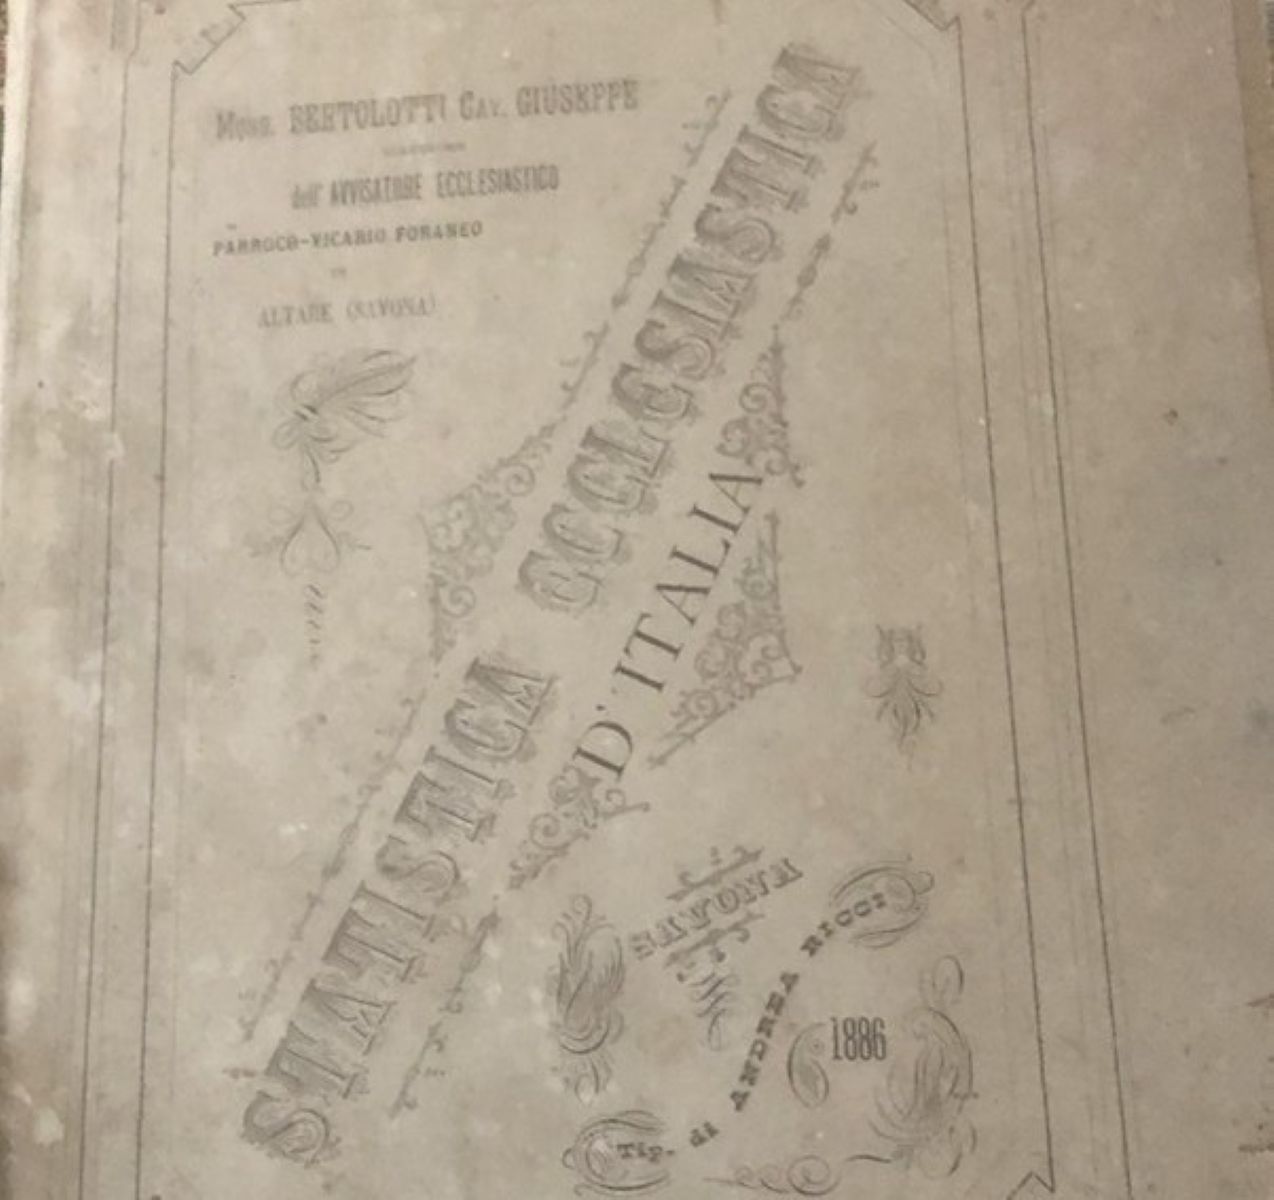 Mons. BERTOLOTTI CAV. GIUSEPPE
dell' AVVISATORE ECCLESIASTICO
PARROCO-VICARIO FORANEO
IN
ALTARE (SAVONA)
STATISTICA ECCLESIASTICA
D'ITALIA
SAVONA
Tip. di ANDREA RICCI
1886